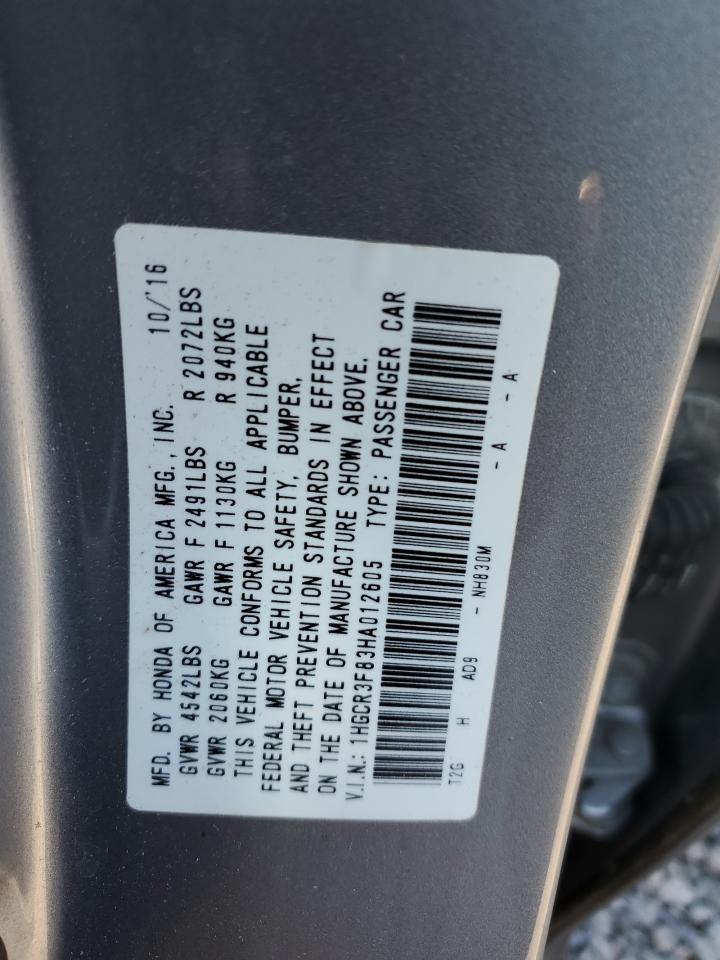 MFD. BY HONDA OF AMERICA MFG., INC. 10/'16
GVWR 4542LBS GAWR F 2491LBS R 2072LBS
GVWR 2060KG GAWR F 1130KG R 940KG
THIS VEHICLE CONFORMS TO ALL APPLICABLE
FEDERAL MOTOR VEHICLE SAFETY, BUMPER,
AND THEFT PREVENTION STANDARDS IN EFFECT
ON THE DATE OF MANUFACTURE SHOWN ABOVE.
V.I.N.: 1HGCR3F83HA012605 TYPE: PASSENGER CAR
T2G H AD9 - NH830M - A - A